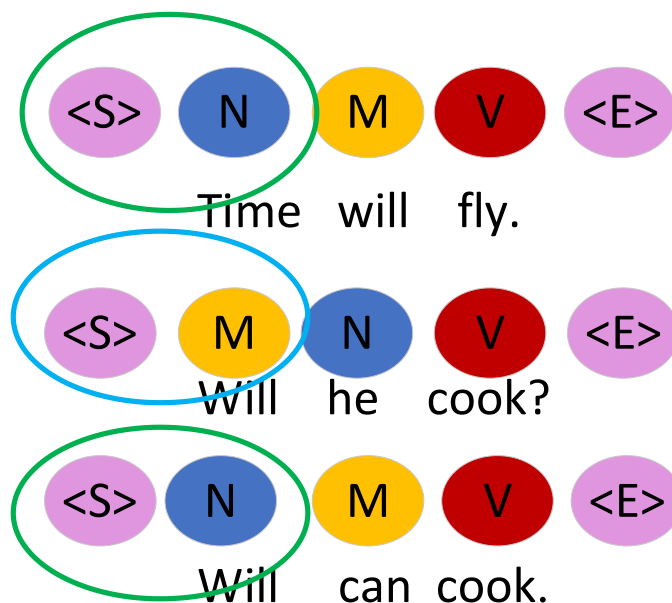 <S> N M V <E>
Time will fly.
<S> M N V <E>
Will he cook?
<S> N M V <E>
Will can cook.